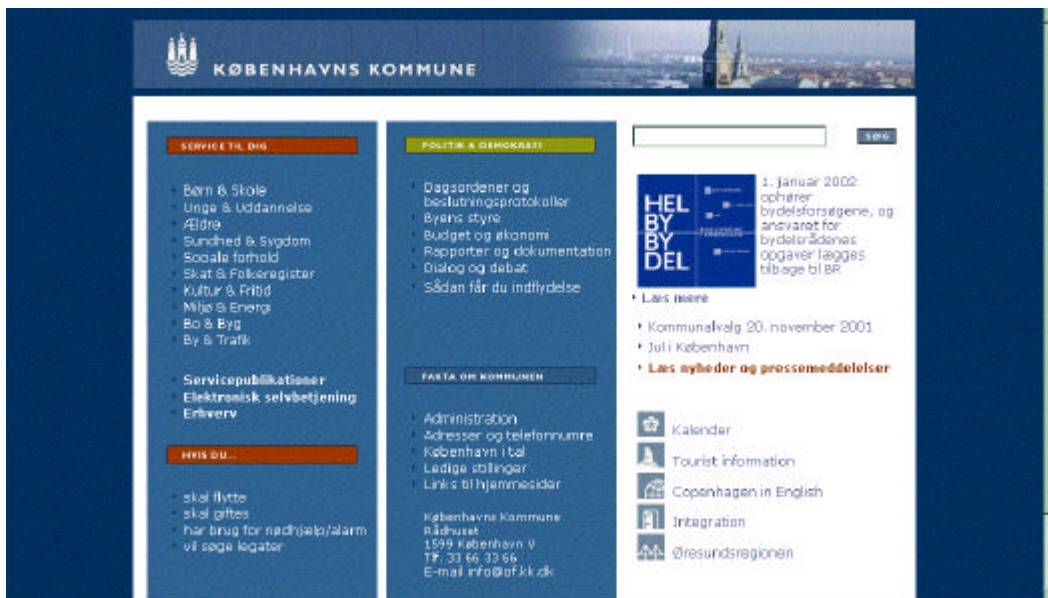 KØBENHAVNS KOMMUNE
SERVICE TIL DIG
Børn & Skole
Unge & Uddannelse
Ældre
Sundhed & Sygdom
Sociale forhold
Skat & Folkeregister
Kultur & Fritid
Miljø & Energi
Bo & Byg
By & Trafik
Servicepublikationer
Elektronisk selvbetjening
Erhverv
HVIS DU...
skal flytte
skal giftes
har brug for nødhjælp/alarm
vil søge legater
POLITIK & DEMOKRATI
Dagsordener og
beslutningsprotokoller
Byens styre
Budget og økonomi
Rapporter og dokumentation
Dialog og debat
Sådan får du indflydelse
FAKTA OM KOMMUNEN
Administration
Adresser og telefonnumre
København i tal
Ledige stillinger
Links til hjemmesider
Københavns Kommune
Rådhuset
1599 København V
Tlf. 33 66 33 66
E-mail info@of.kk.dk
SØG
HEL
BY
BY
DEL
1. januar 2002
ophører
bydelsforsøgene, og
ansvaret for
bydelsrådenes
opgaver lægges
tilbage til BR
Læs mere
Kommunalvalg 20. november 2001
Jul i København
Læs nyheder og pressemeddelelser
Kalender
Tourist information
Copenhagen in English
Integration
Øresundsregionen